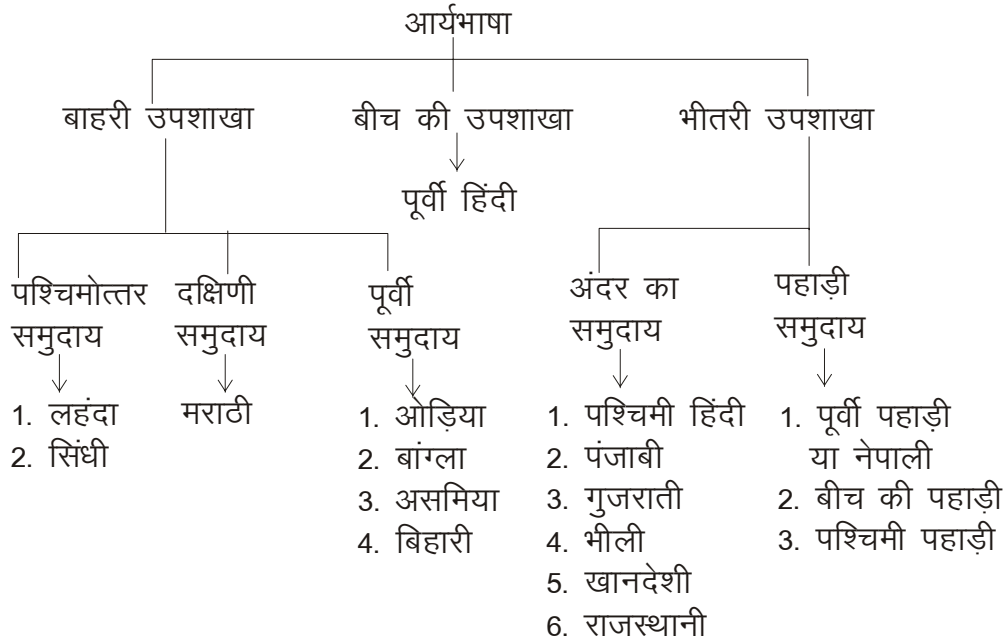 आर्यभाषा
बाहरी उपशाखा
बीच की उपशाखा
भीतरी उपशाखा
पूर्वी हिंदी
पश्चिमोत्तर
समुदाय
1. लहंदा
2. सिंधी
दक्षिणी
समुदाय
मराठी
पूर्वी
समुदाय
1. ओड़िया
2. बांग्ला
3. असमिया
4. बिहारी
अंदर का
समुदाय
1. पश्चिमी हिंदी
2. पंजाबी
3. गुजराती
4. भीली
5. खानदेशी
6. राजस्थानी
पहाड़ी
समुदाय
1. पूर्वी पहाड़ी
या नेपाली
2. बीच की पहाड़ी
3. पश्चिमी पहाड़ी